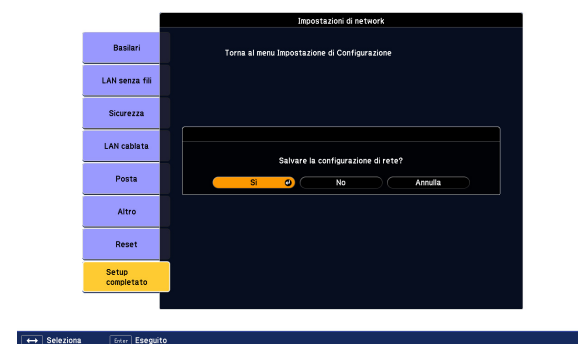 Impostazioni di network
Basilari
Torna al menu Impostazione di Configurazione
LAN senza fili
Sicurezza
LAN cablata
Salvare la configurazione di rete?
Posta
Sì No Annulla
Altro
Reset
Setup
completato
Seleziona Enter Eseguito